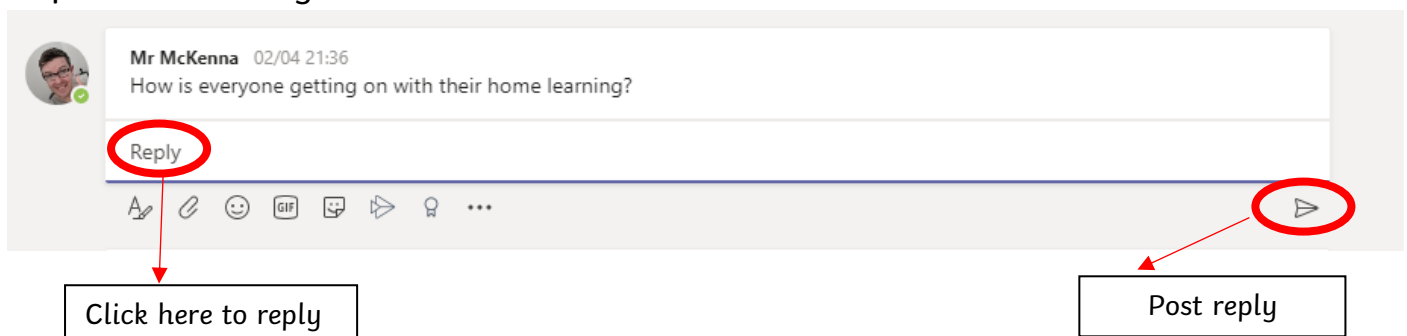 Mr McKenna 02/04 21:36
How is everyone getting on with their home learning?
Reply
GIF
Click here to reply
Post reply